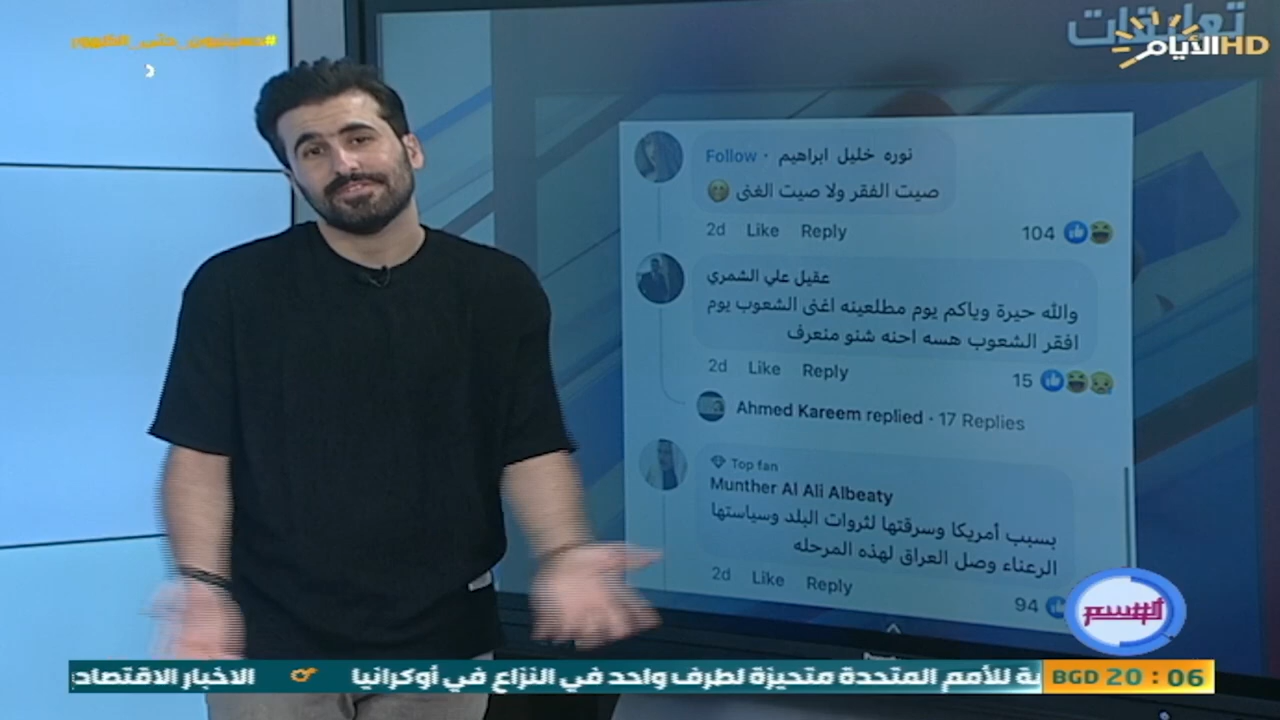 #حسينيون_حتى_الظهور
تعليقات
الأيام HD
نوره خليل ابراهيم · Follow
صيت الفقر ولا صيت الغنى 🤭
2d Like Reply 104
عقيل علي الشمري
والله حيرة وياكم يوم مطلعينه اغنى الشعوب يوم
افقر الشعوب هسه احنه شنو منعرف
2d Like Reply 15
Ahmed Kareem replied · 17 Replies
Top fan
Munther Al Ali Albeaty
بسبب أمريكا وسرقتها لثروات البلد وسياستها
الرعناء وصل العراق لهذه المرحله
2d Like Reply 94
للأمم المتحدة متحيزة لطرف واحد في النزاع في أوكرانيا
الاخبار
BGD 20:06